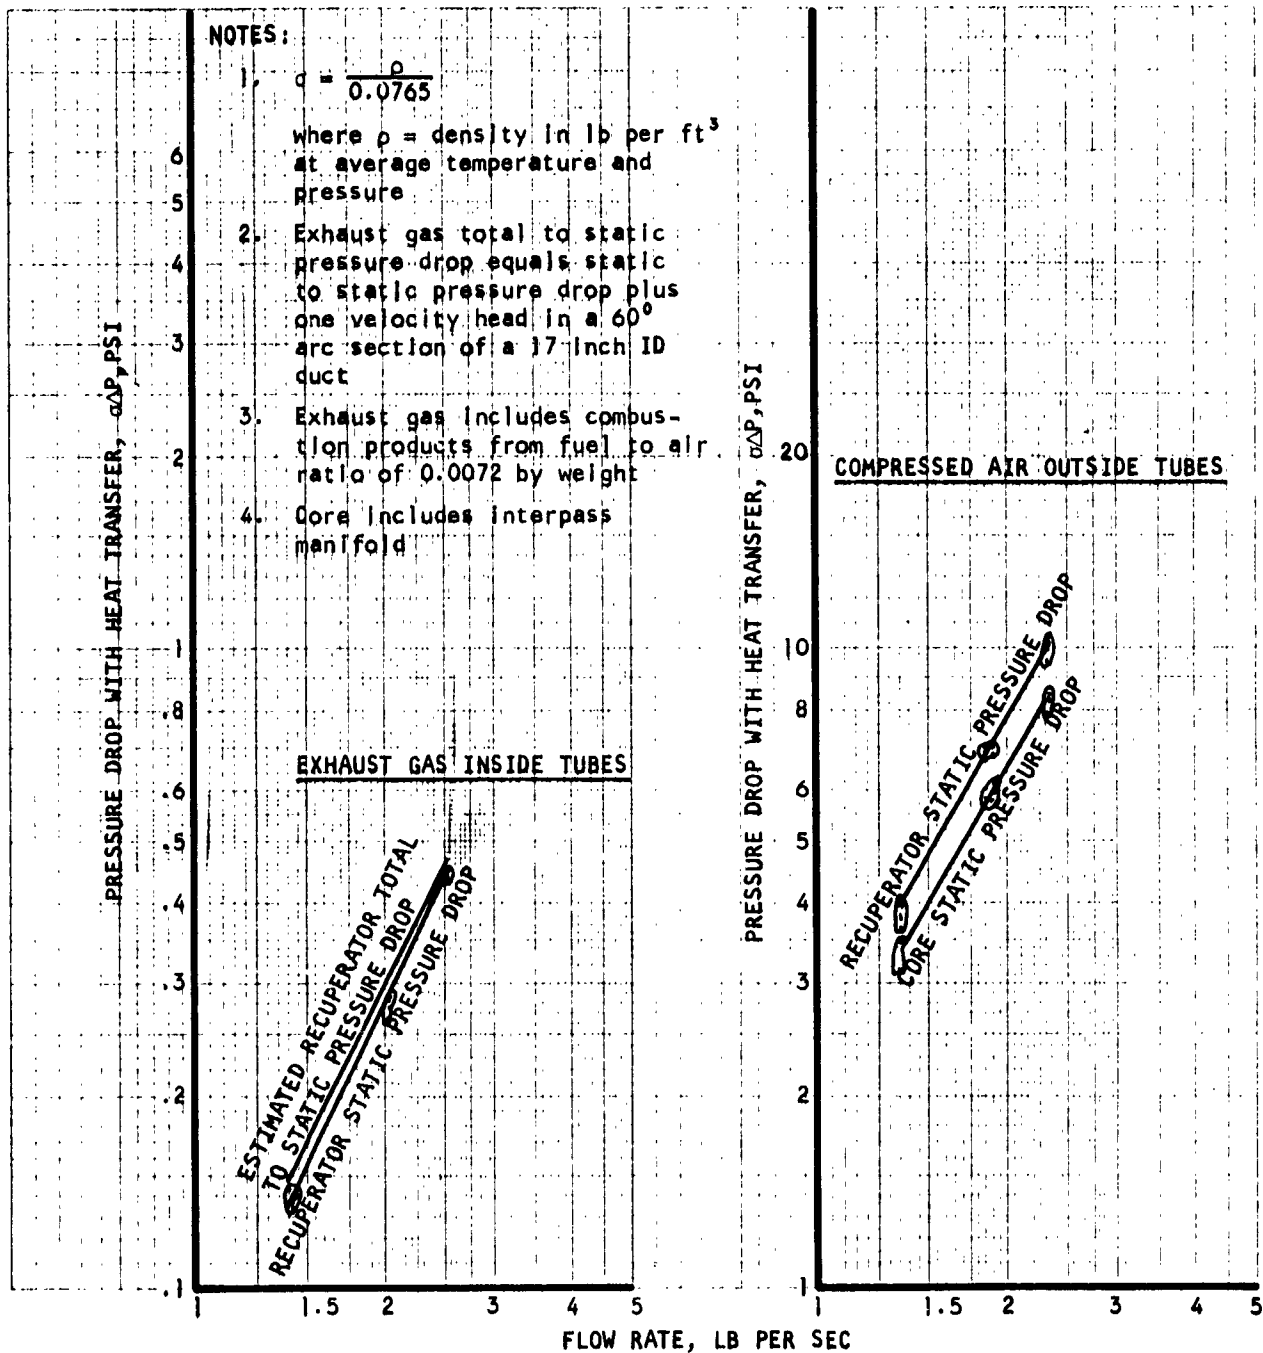 NOTES:
1. σ = ρ
0.0765
where ρ = density in lb per ft³
at average temperature and
pressure
2. Exhaust gas total to static
pressure drop equals static
to static pressure drop plus
one velocity head in a 60⁰
arc section of a 17 inch ID
duct
3. Exhaust gas includes combus-
tion products from fuel to air
ratio of 0.0072 by weight
4. Core includes interpass
manifold
PRESSURE DROP WITH HEAT TRANSFER, σΔP, PSI
6
5
4
3
2
1
.8
.6
.5
.4
.3
.2
.1
EXHAUST GAS INSIDE TUBES
ESTIMATED RECUPERATOR TOTAL
TO STATIC PRESSURE DROP
RECUPERATOR STATIC PRESSURE DROP
1 1.5 2 3 4 5
PRESSURE DROP WITH HEAT TRANSFER, σΔP, PSI
20
10
8
6
5
4
3
2
1
COMPRESSED AIR OUTSIDE TUBES
RECUPERATOR STATIC PRESSURE DROP
CORE STATIC PRESSURE DROP
1 1.5 2 3 4 5
FLOW RATE, LB PER SEC